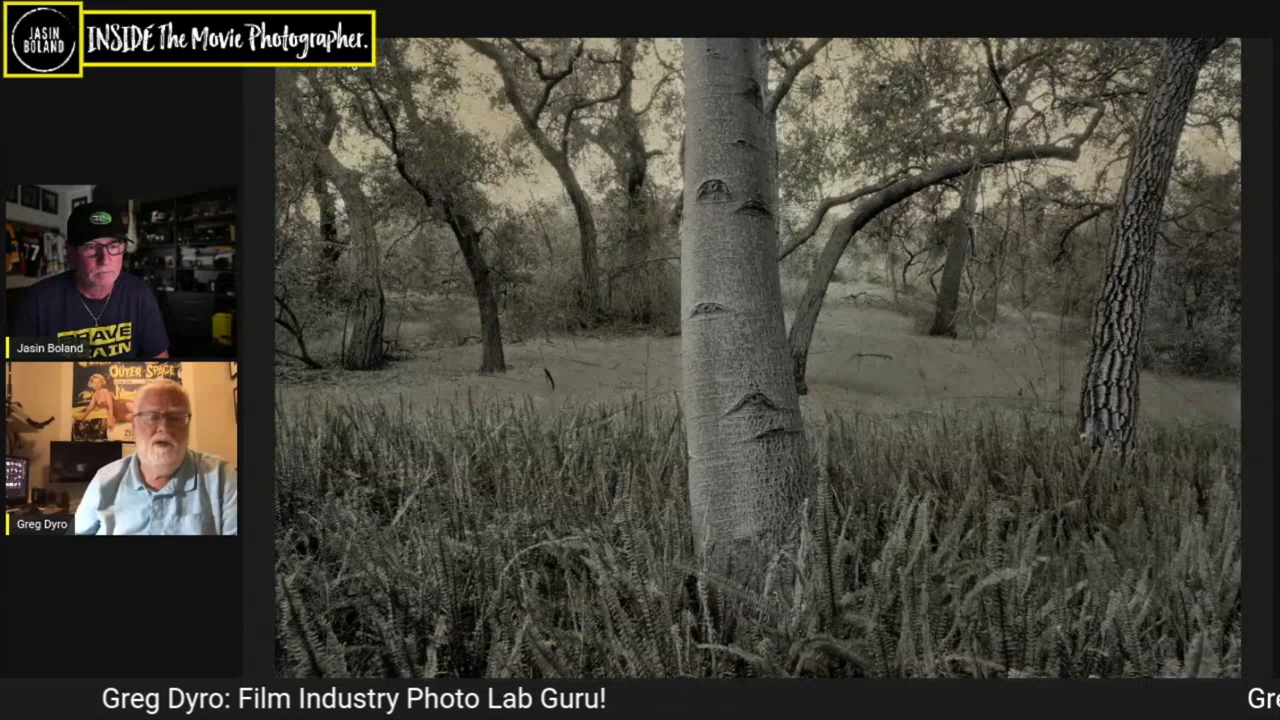 JASIN
BOLAND
INSIDE The Movie Photographer.
BRAVE
Jasin Boland
OUTER SPACE
Greg Dyro
Greg Dyro: Film Industry Photo Lab Guru!
Gre